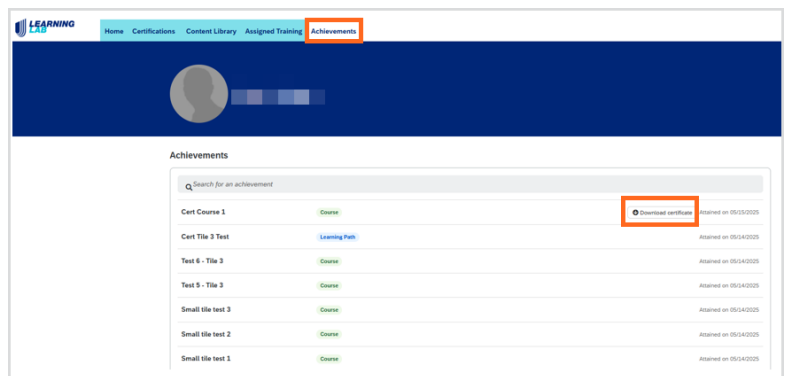 LEARNING
LAB
Home Certifications Content Library Assigned Training Achievements
Achievements
Search for an achievement
Cert Course 1 Course Download certificate Attained on 05/15/2025
Cert Tile 3 Test Learning Path Attained on 05/14/2025
Test 6 - Tile 3 Course Attained on 05/14/2025
Test 5 - Tile 3 Course Attained on 05/14/2025
Small tile test 3 Course Attained on 05/14/2025
Small tile test 2 Course Attained on 05/14/2025
Small tile test 1 Course Attained on 05/14/2025